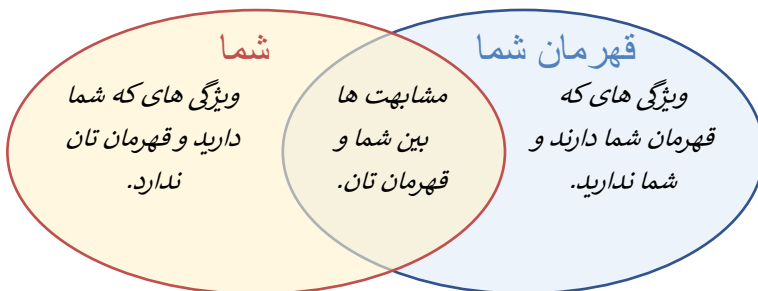 قهرمان شما
ویژگی های که
قهرمان شما دارند و
شما ندارید.
مشابهت ها
بین شما و
قهرمان تان.
شما
ویژگی های که شما
دارید و قهرمان تان
ندارد.